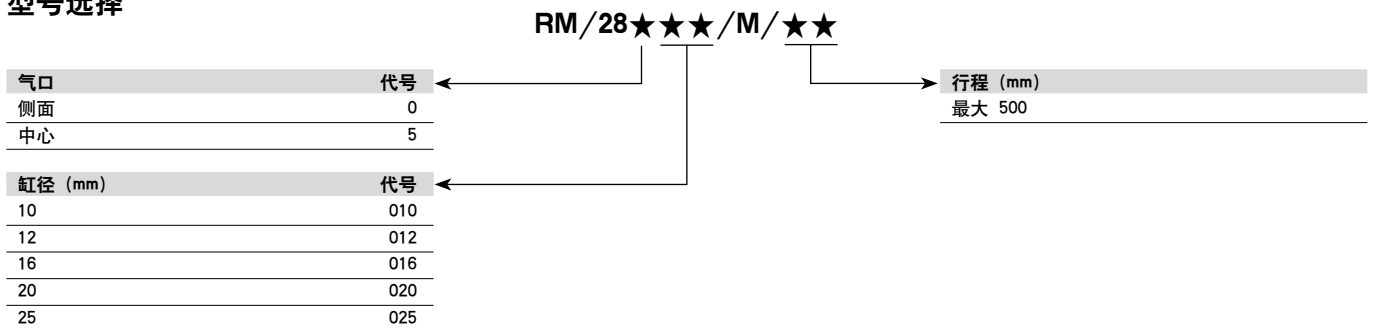 型号选择
RM/28★★★/M/★★
气口 代号
侧面 0
中心 5
缸径 (mm) 代号
10 010
12 012
16 016
20 020
25 025
行程 (mm)
最大 500